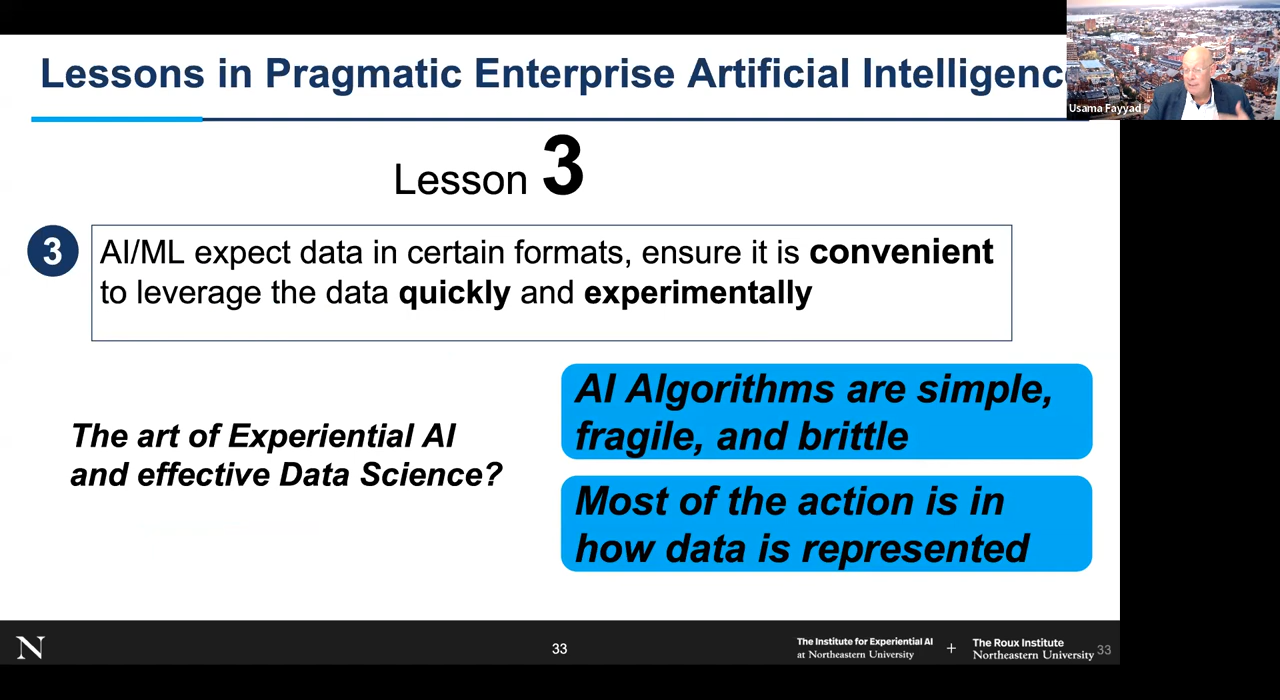 Lessons in Pragmatic Enterprise Artificial Intelligenc
Usama Fayyad
Lesson 3
3
AI/ML expect data in certain formats, ensure it is convenient
to leverage the data quickly and experimentally
The art of Experiential AI
and effective Data Science?
AI Algorithms are simple,
fragile, and brittle
Most of the action is in
how data is represented
N
33
The Institute for Experiential AI
at Northeastern University
+
The Roux Institute
Northeastern University
33